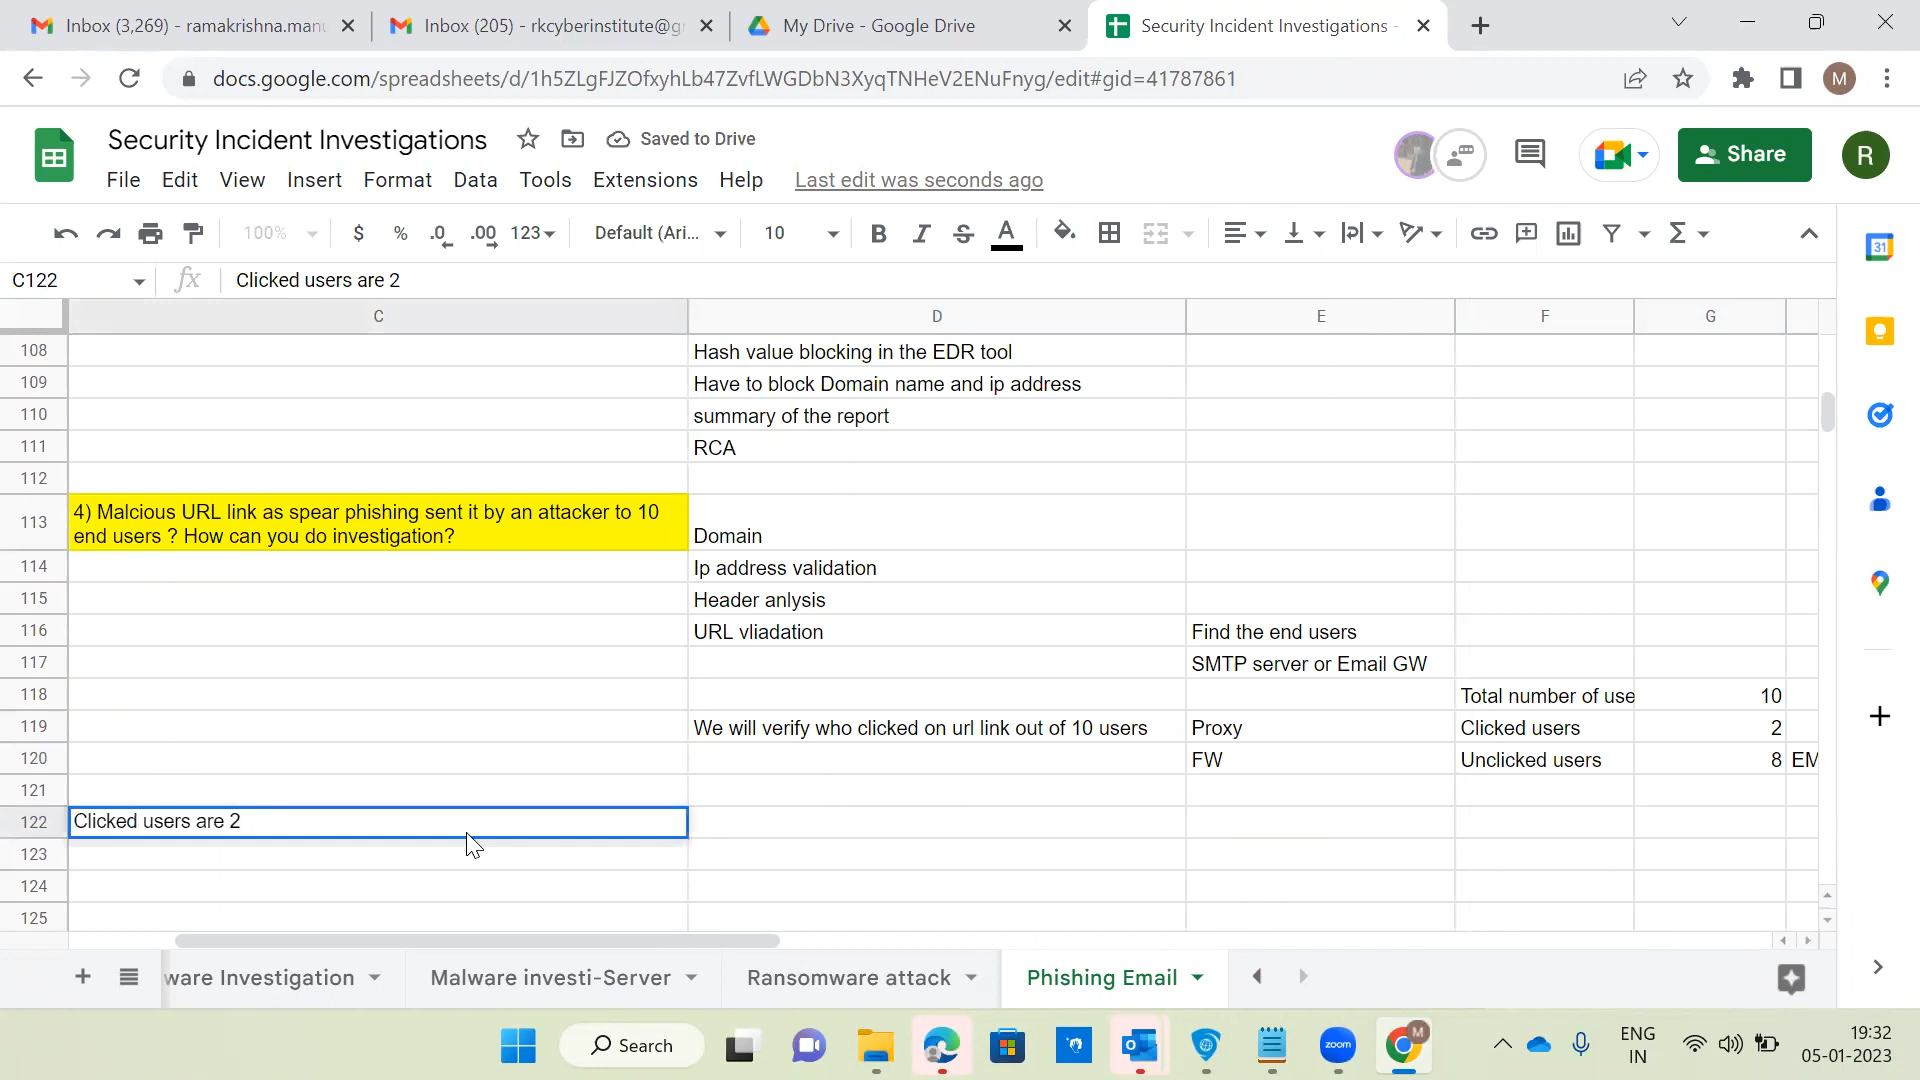 Inbox (3,269) - ramakrishna.man
Inbox (205) - rkcyberinstitute@g
My Drive - Google Drive
Security Incident Investigations -
docs.google.com/spreadsheets/d/1h5ZLgFJZOfxyhLb47ZvfLWGDbN3XyqTNHeV2ENuFnyg/edit#gid=41787861
M
Security Incident Investigations
Saved to Drive
Share
R
File Edit View Insert Format Data Tools Extensions Help Last edit was seconds ago
100% $ % .0 .00 123 Default (Ari... 10 B I S A
C122 fx Clicked users are 2
C D E F G
108 Hash value blocking in the EDR tool
109 Have to block Domain name and ip address
110 summary of the report
111 RCA
112
113 4) Malcious URL link as spear phishing sent it by an attacker to 10
end users ? How can you do investigation? Domain
114 Ip address validation
115 Header anlysis
116 URL vliadation Find the end users
117 SMTP server or Email GW
118 Total number of use 10
119 We will verify who clicked on url link out of 10 users Proxy Clicked users 2
120 FW Unclicked users 8 EM
121
122 Clicked users are 2
123
124
125
ware Investigation Malware investi-Server Ransomware attack Phishing Email
31
Search
zoom
M
ENG
IN
19:32
05-01-2023